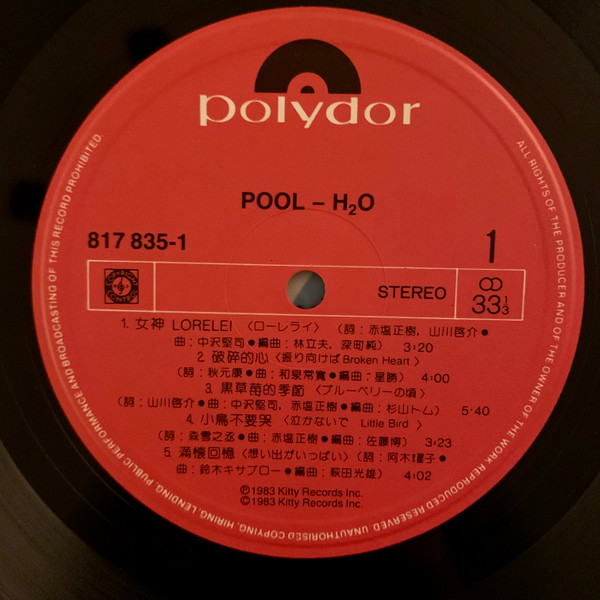 polydor
POOL – H₂O
817 835-1
1
COPYRIGHT CONTROL
STEREO
33⅓
1. 女神 LORELEI 〈ローレライ〉 (詞:赤塩正樹, 山川啓介●
曲:中沢堅司●編曲:林立夫, 深町純) 3:20
2. 破碎的心〈振り向けば Broken Heart〉
(詞:秋元康●曲:和泉常寛●編曲:星勝) 4:00
3. 黑草莓的季節〈ブルーベリーの頃〉
(詞:山川啓介●曲:中沢堅司, 赤塩正樹●編曲:杉山トム) 5·40
4. 小鳥不要哭〈泣かないで Little Bird〉
(詞:森雪之丞●曲:赤塩正樹●編曲:佐藤博) 3:23
5. 滿懷回憶〈想い出がいっぱい〉(詞:阿木燿子●
曲:鈴木キサブロー●編曲:萩田光雄) 4:02
Ⓟ1983 Kitty Records Inc.
©1983 Kitty Records Inc.
ALL RIGHTS OF THE PRODUCER AND OF THE OWNER OF THE WORK REPRODUCED RESERVED. UNAUTHORISED COPYING, HIRING, LENDING, PUBLIC PERFORMANCE AND BROADCASTING OF THIS RECORD PROHIBITED.